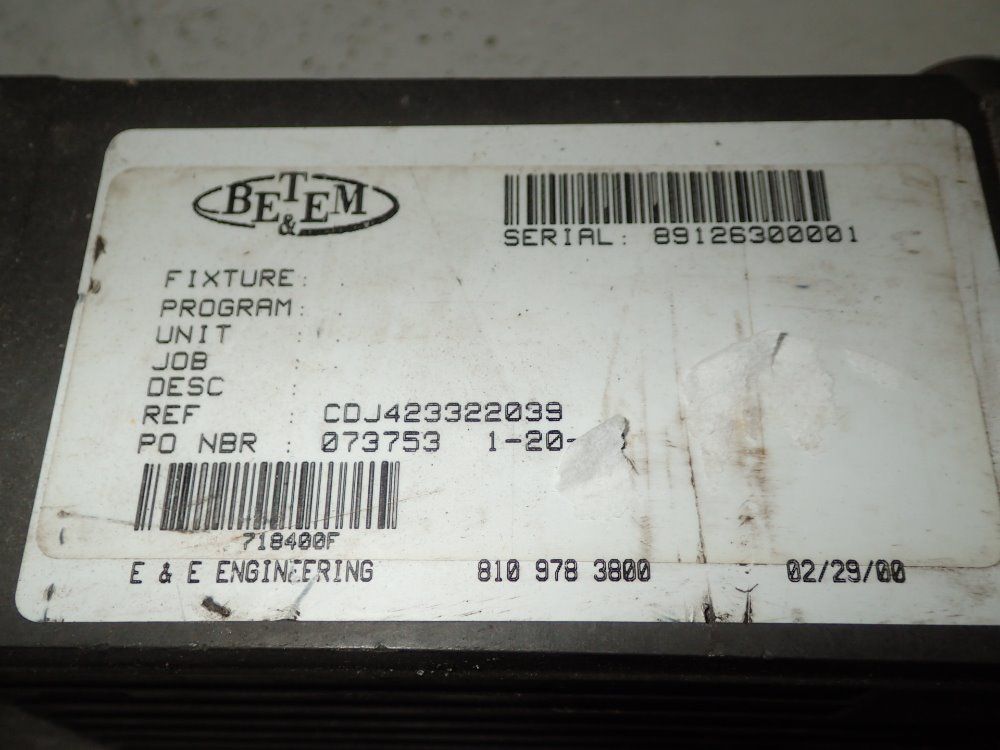 BETEM
&
SERIAL: 89126300001
FIXTURE:
PROGRAM:
UNIT :
JOB :
DESC :
REF : CDJ423322039
PO NBR : 073753 1-20-
718400F
E & E ENGINEERING 810 978 3800 02/29/00